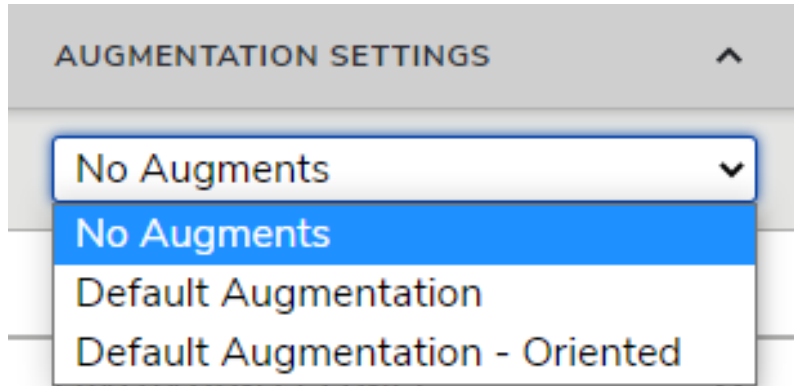 AUGMENTATION SETTINGS
No Augments
No Augments
Default Augmentation
Default Augmentation - Oriented